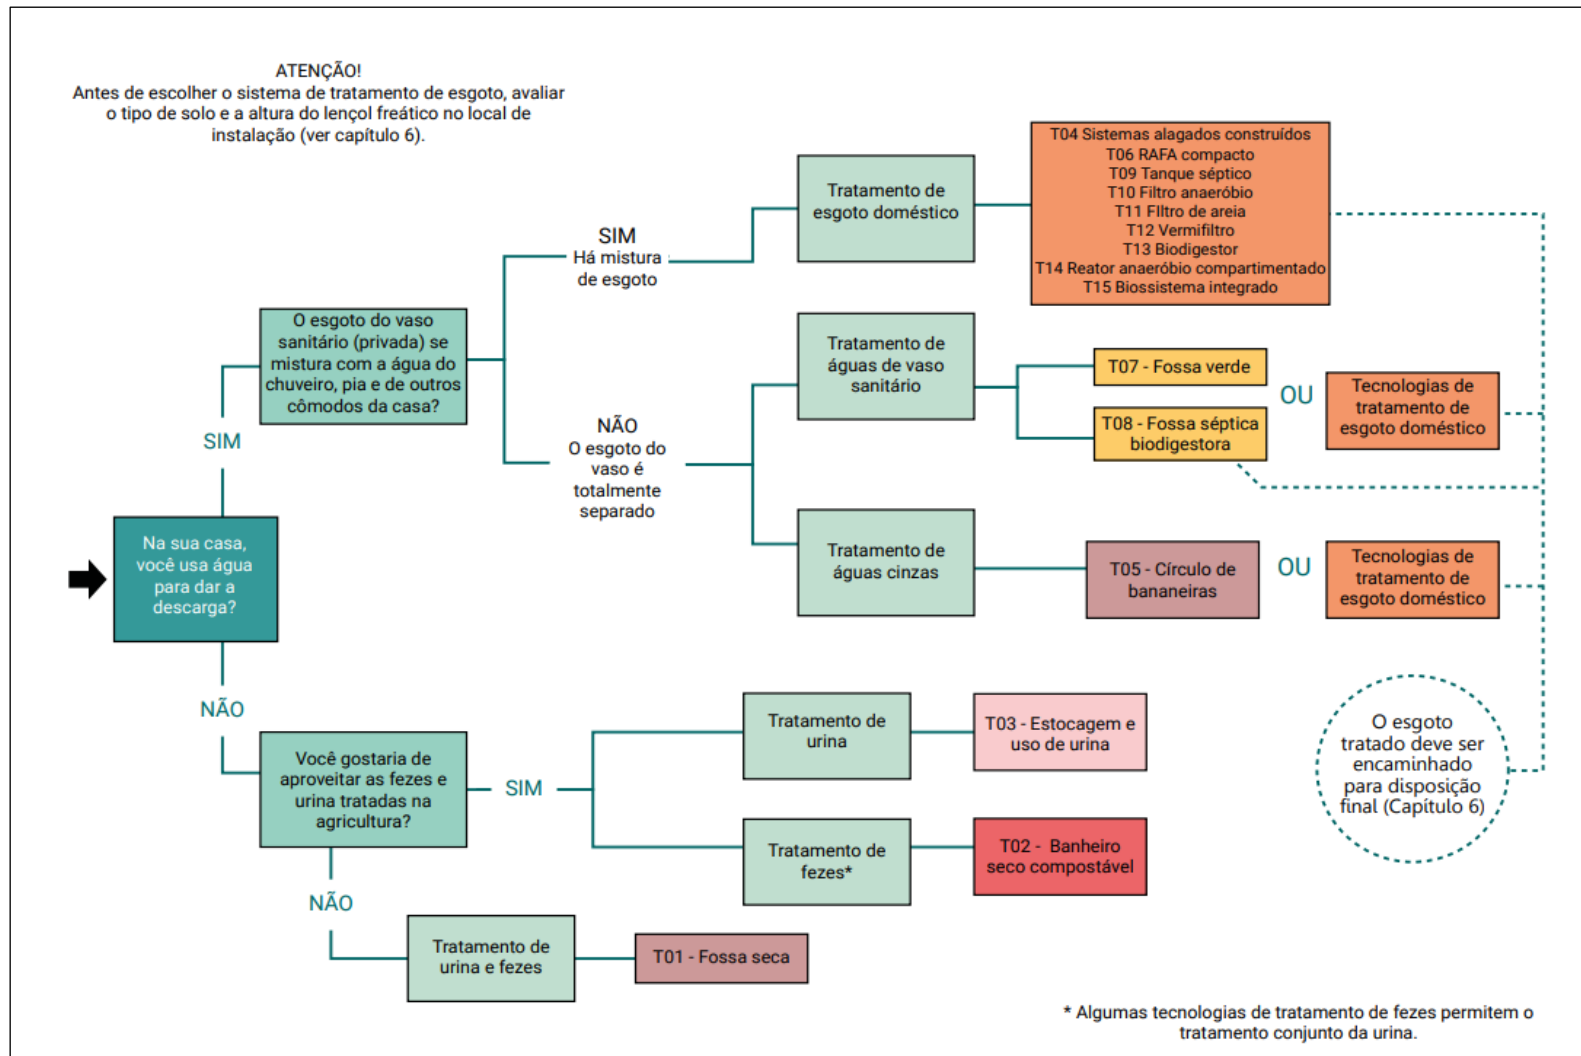 ATENÇÃO!
Antes de escolher o sistema de tratamento de esgoto, avaliar
o tipo de solo e a altura do lençol freático no local de
instalação (ver capítulo 6).
Na sua casa,
você usa água
para dar a
descarga?
SIM
O esgoto do vaso
sanitário (privada) se
mistura com a água do
chuveiro, pia e de outros
cômodos da casa?
SIM
Há mistura
de esgoto
Tratamento de
esgoto doméstico
T04 Sistemas alagados construídos
T06 RAFA compacto
T09 Tanque séptico
T10 Filtro anaeróbio
T11 FIltro de areia
T12 Vermifiltro
T13 Biodigestor
T14 Reator anaeróbio compartimentado
T15 Biossistema integrado
NÃO
O esgoto do
vaso é
totalmente
separado
Tratamento de
águas de vaso
sanitário
T07 - Fossa verde
T08 - Fossa séptica
biodigestora
OU
Tecnologias de
tratamento de
esgoto doméstico
Tratamento de
águas cinzas
T05 - Círculo de
bananeiras
OU
Tecnologias de
tratamento de
esgoto doméstico
O esgoto
tratado deve ser
encaminhado
para disposição
final (Capítulo 6)
NÃO
Você gostaria de
aproveitar as fezes e
urina tratadas na
agricultura?
SIM
Tratamento de
urina
T03 - Estocagem e
uso de urina
Tratamento de
fezes*
T02 - Banheiro
seco compostável
NÃO
Tratamento de
urina e fezes
T01 - Fossa seca
* Algumas tecnologias de tratamento de fezes permitem o
tratamento conjunto da urina.